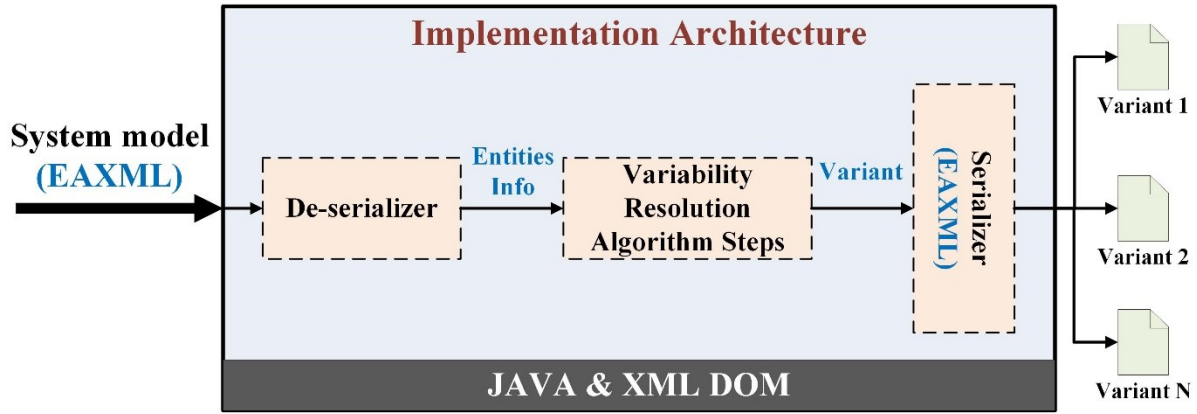 Implementation Architecture
System model
(EAXML)
De-serializer
Entities
Info
Variability
Resolution
Algorithm Steps
Variant
Serializer
(EAXML)
Variant 1
Variant 2
Variant N
JAVA & XML DOM